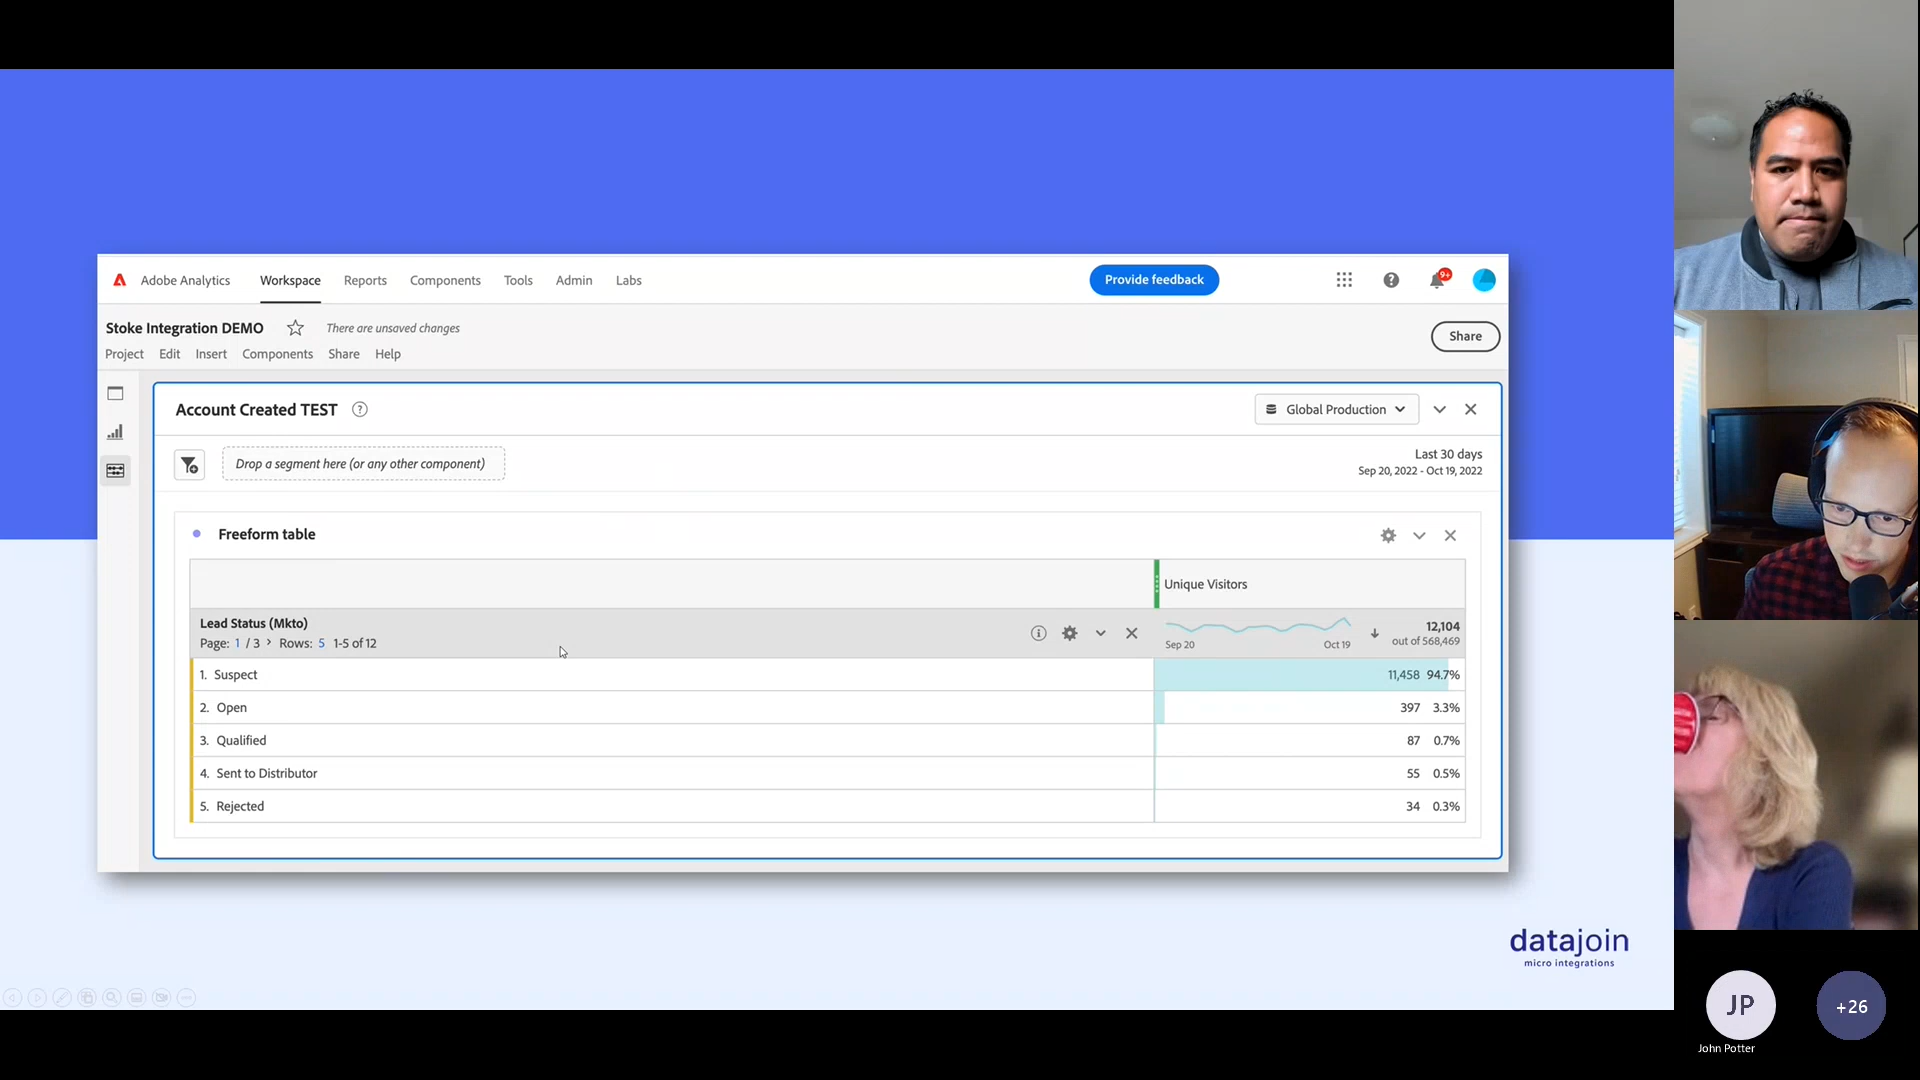 Adobe Analytics Workspace Reports Components Tools Admin Labs Provide feedback 9+
Stoke Integration DEMO There are unsaved changes
Share
Project Edit Insert Components Share Help
Account Created TEST Global Production
Drop a segment here (or any other component)
Last 30 days
Sep 20, 2022 - Oct 19, 2022
Freeform table
Unique Visitors
Lead Status (Mkto)
Page: 1 / 3 > Rows: 5 1-5 of 12
Sep 20 Oct 19
12,104
out of 568,469
1. Suspect 11,458 94.7%
2. Open 397 3.3%
3. Qualified 87 0.7%
4. Sent to Distributor 55 0.5%
5. Rejected 34 0.3%
datajoin
micro integrations
JP
John Potter
+26